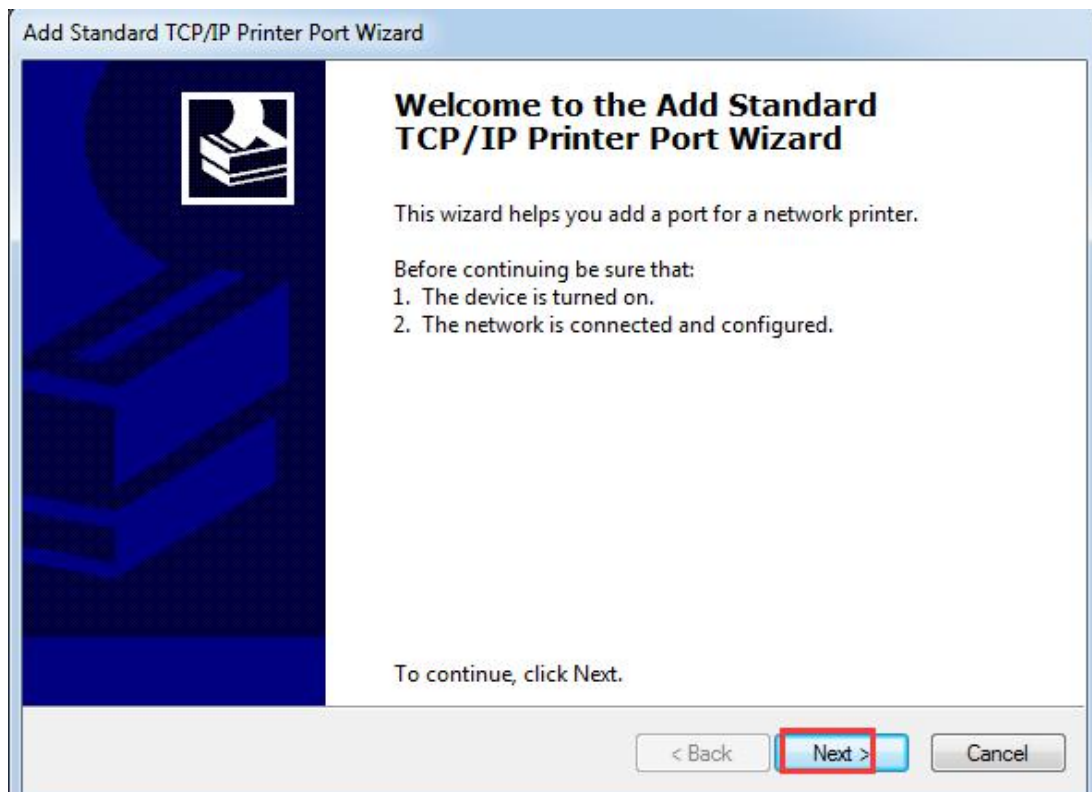 Add Standard TCP/IP Printer Port Wizard
Welcome to the Add Standard
TCP/IP Printer Port Wizard
This wizard helps you add a port for a network printer.
Before continuing be sure that:
1. The device is turned on.
2. The network is connected and configured.
To continue, click Next.
< Back
Next >
Cancel